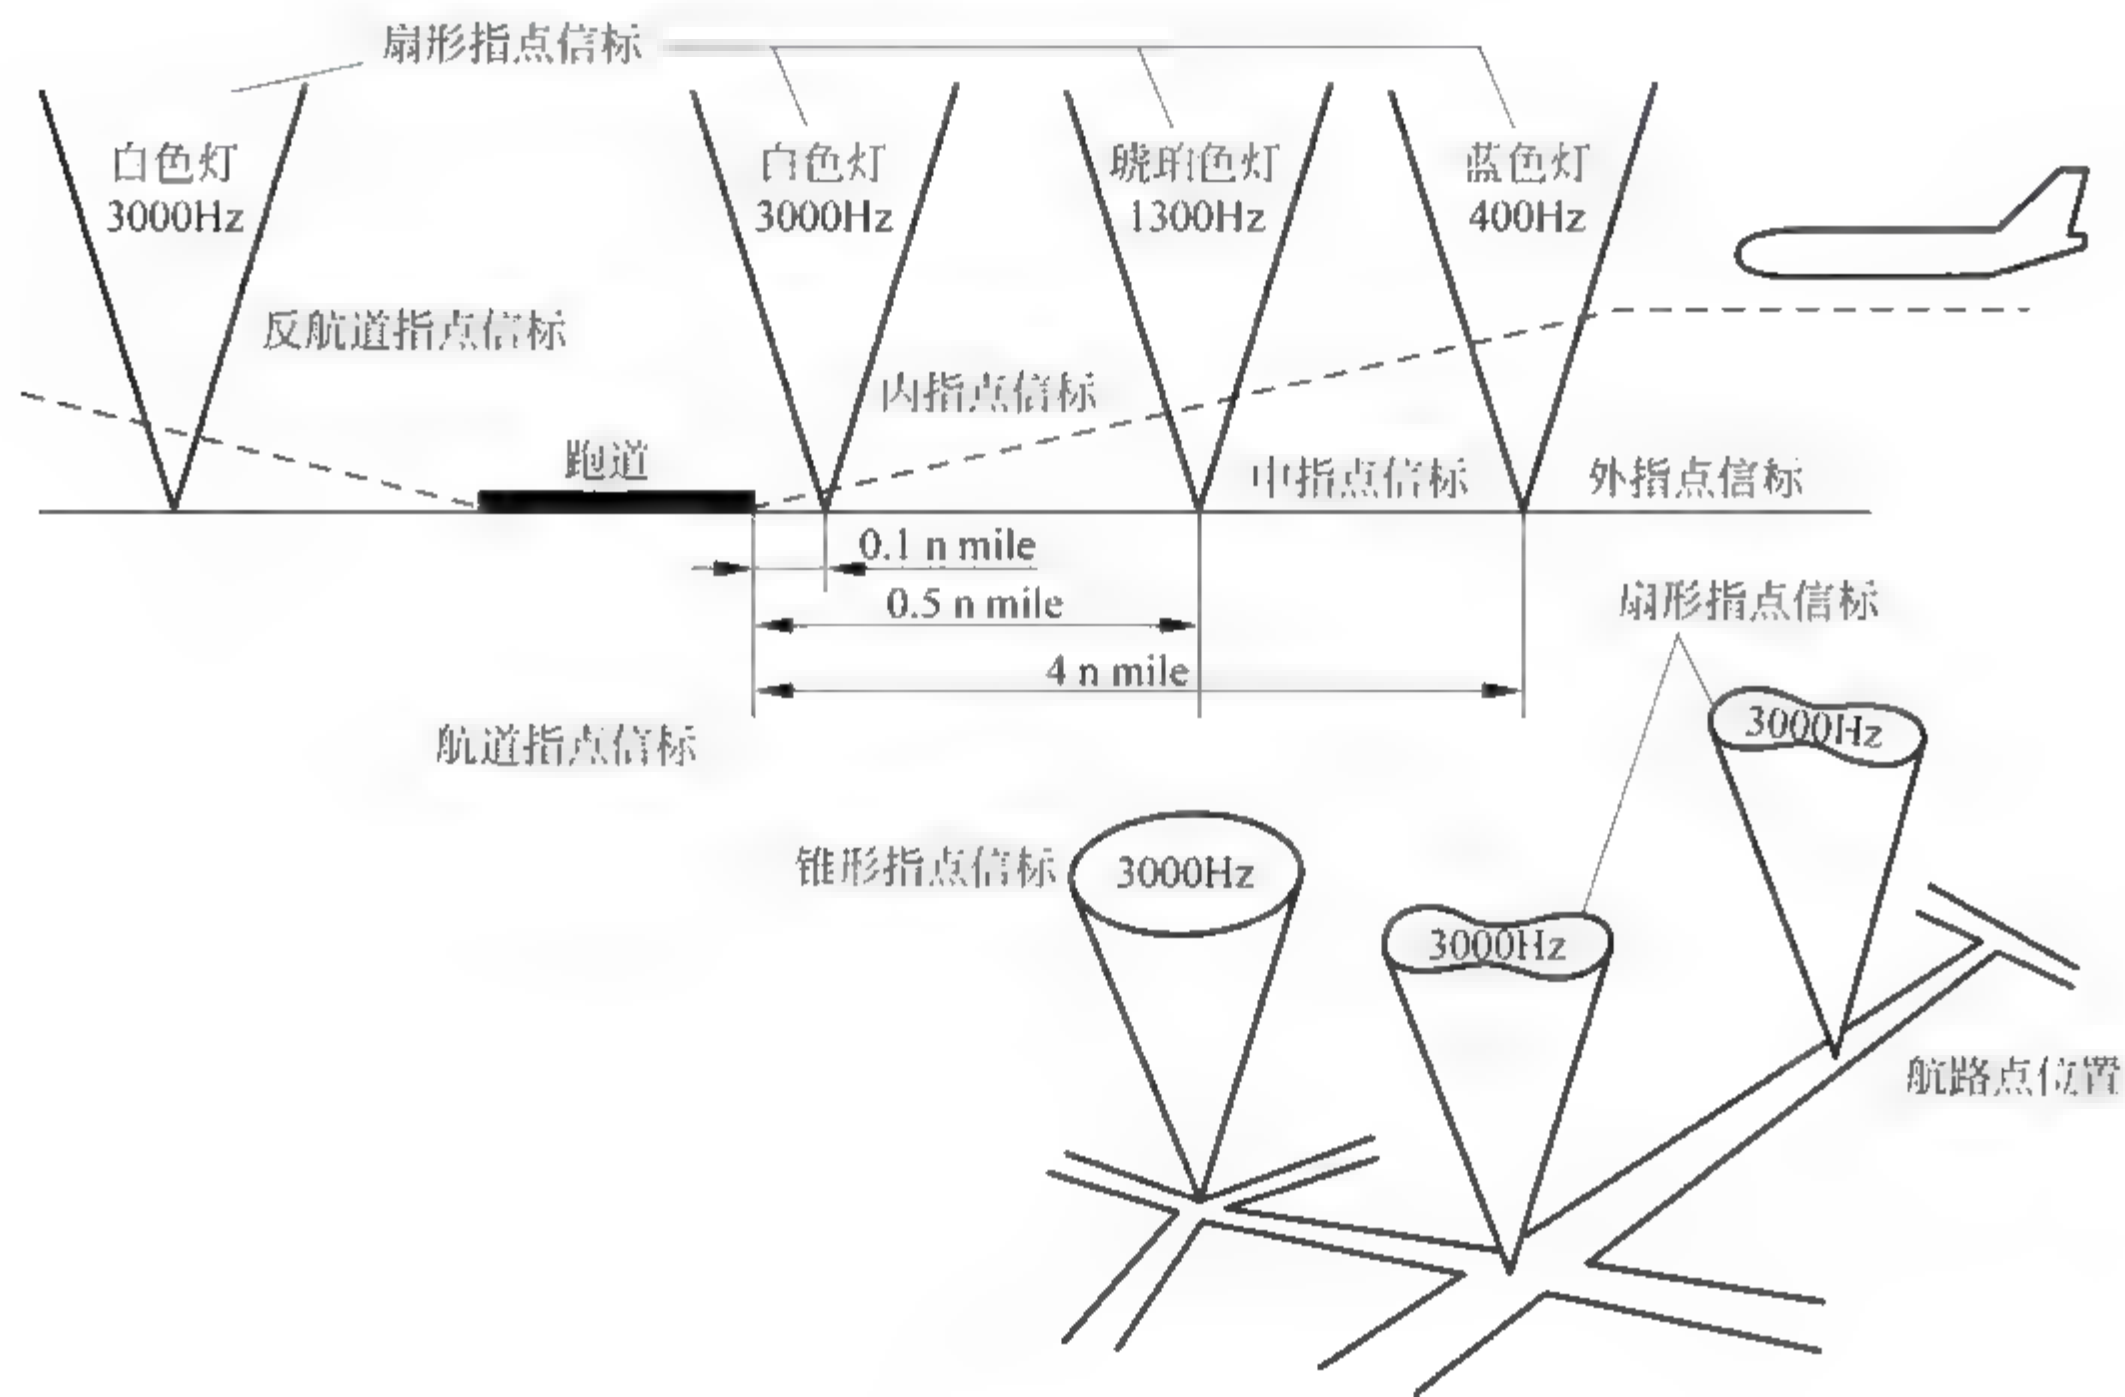 扇形指点信标
白色灯
3000Hz
白色灯
3000Hz
琥珀色灯
1300Hz
蓝色灯
400Hz
反航道指点信标
内指点信标
跑道
中指点信标
外指点信标
0.1 n mile
0.5 n mile
4 n mile
扇形指点信标
航道指点信标
3000Hz
锥形指点信标
3000Hz
3000Hz
航路点位置